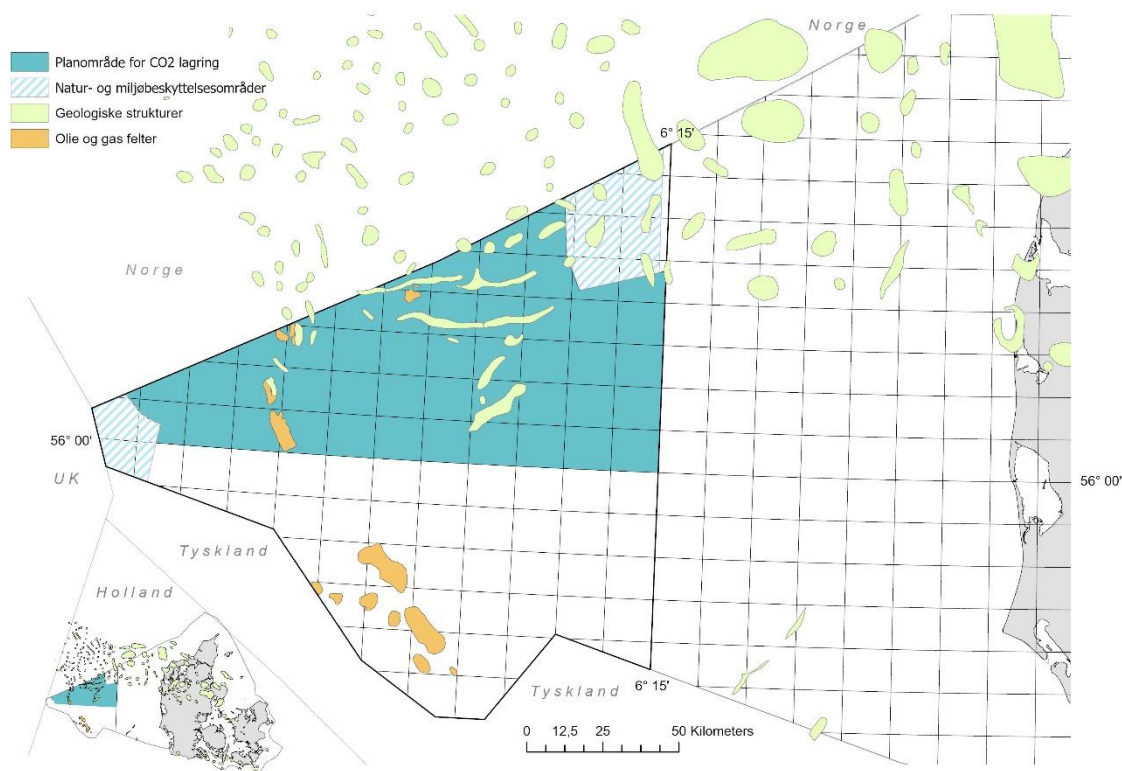 Norge
Planområde for CO2 lagring
Natur- og miljøbeskyttelsesområder
Geologiske strukturer
Olie og gas felter
6° 15'
Norge
56° 00'
UK
56° 00'
Tyskland
Holland
Tyskland
6° 15'
0 12,5 25 50 Kilometers